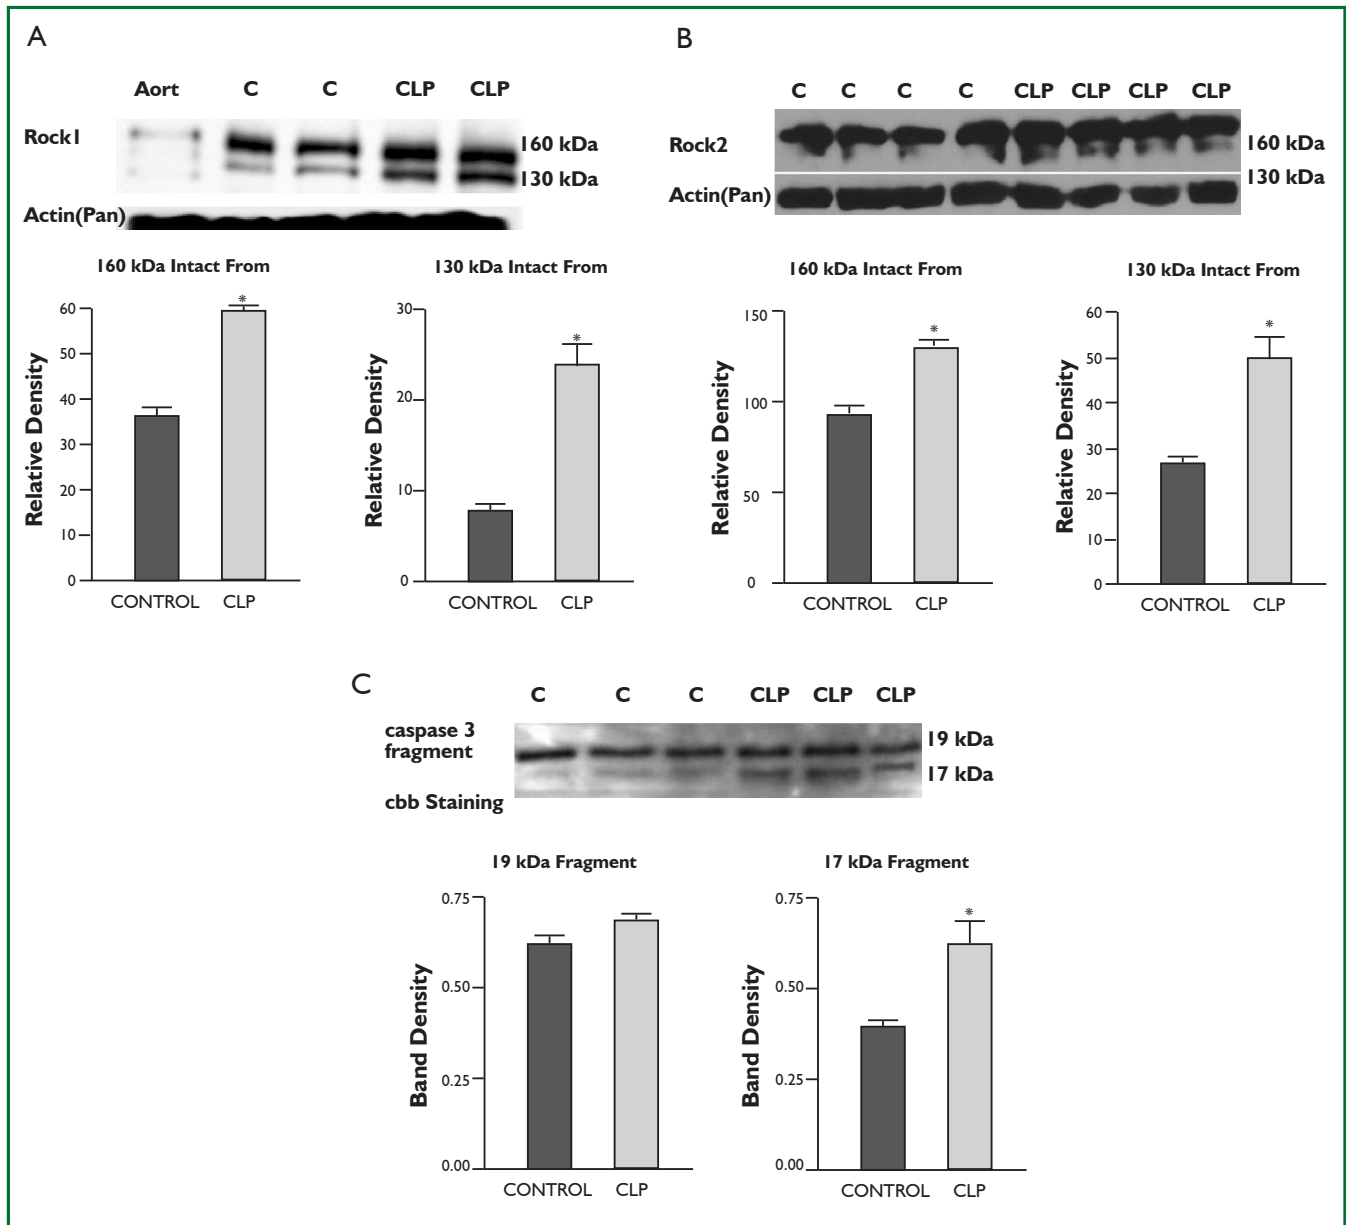 A
Aort C C CLP CLP
Rock1
160 kDa
130 kDa
Actin(Pan)
160 kDa Intact From
Relative Density
60
50
40
30
20
10
0
*
CONTROL CLP
130 kDa Intact From
Relative Density
30
20
10
0
*
CONTROL CLP
B
C C C C CLP CLP CLP CLP
Rock2
160 kDa
130 kDa
Actin(Pan)
160 kDa Intact From
Relative Density
150
100
50
0
*
CONTROL CLP
130 kDa Intact From
Relative Density
60
50
40
30
20
10
0
*
CONTROL CLP
C
C C C CLP CLP CLP
caspase 3
fragment
19 kDa
17 kDa
cbb Staining
19 kDa Fragment
Band Density
0.75
0.50
0.25
0.00
CONTROL CLP
17 kDa Fragment
Band Density
0.75
0.50
0.25
0.00
*
CONTROL CLP